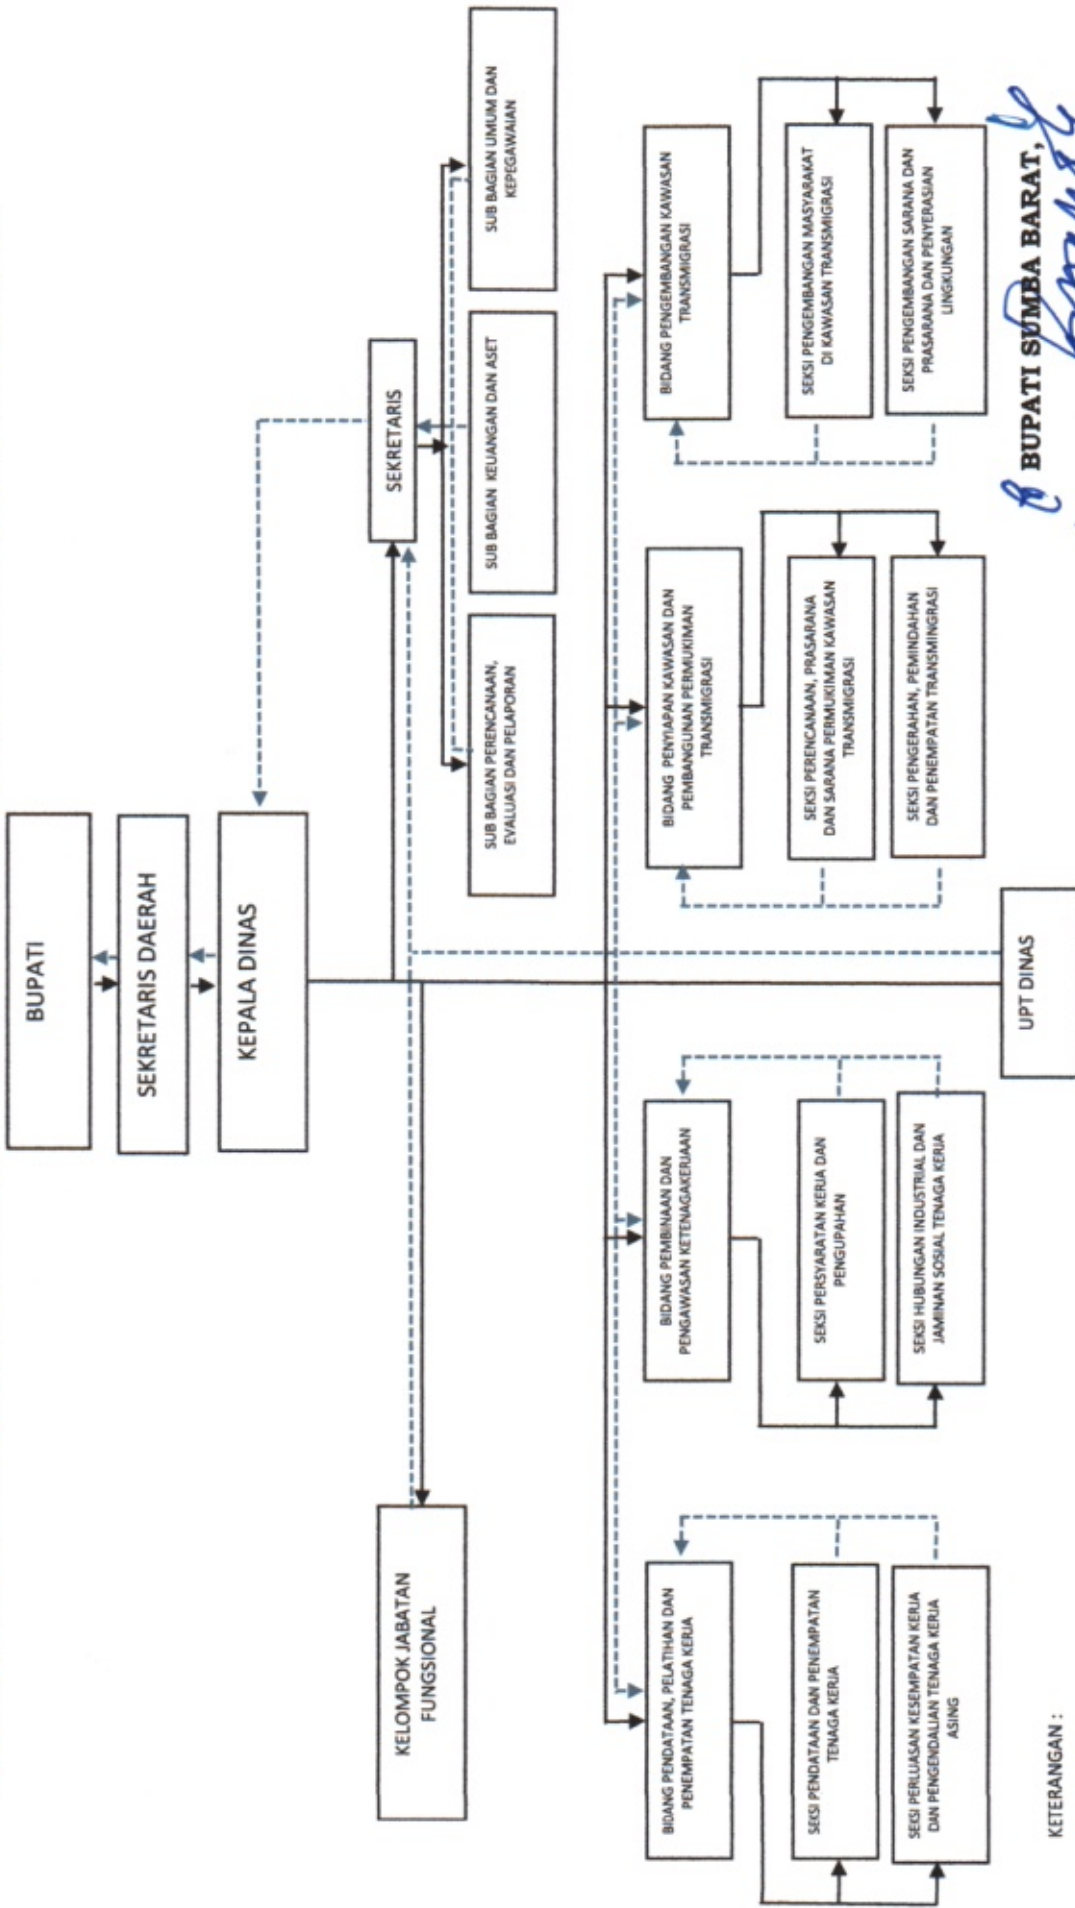 BUPATI
SEKRETARIS DAERAH
KEPALA DINAS
KELOMPOK JABATAN
FUNGSIONAL
SEKRETARIS
SUB BAGIAN PERENCANAAN,
EVALUASI DAN PELAPORAN
SUB BAGIAN KEUANGAN DAN ASET
SUB BAGIAN UMUM DAN
KEPEGAWAIAN
BIDANG PENDATAAN, PELATIHAN DAN
PENEMPATAN TENAGA KERJA
SEKSI PENDATAAN DAN PENEMPATAN
TENAGA KERJA
SEKSI PERLUASAN KESEMPATAN KERJA
DAN PENGENDALIAN TENAGA KERJA
ASING
BIDANG PEMBINAAN DAN
PENGAWASAN KETENAGAKERJAAN
SEKSI PERSYARATAN KERJA DAN
PENGUPAHAN
SEKSI HUBUNGAN INDUSTRIAL DAN
JAMINAN SOSIAL TENAGA KERJA
BIDANG PENYIAPAN KAWASAN DAN
PEMBANGUNAN PERMUKIMAN
TRANSMIGRASI
SEKSI PERENCANAAN, PRASARANA
DAN SARANA PERMUKIMAN KAWASAN
TRANSMIGRASI
SEKSI PENGERAHAN, PEMINDAHAN
DAN PENEMPATAN TRANSMINGRASI
BIDANG PENGEMBANGAN KAWASAN
TRANSMIGRASI
SEKSI PENGEMBANGAN MASYARAKAT
DI KAWASAN TRANSMIGRASI
SEKSI PENGEMBANGAN SARANA DAN
PRASARANA DAN PENYERASIAN
LINGKUNGAN
UPT DINAS
KETERANGAN :
BUPATI SUMBA BARAT,